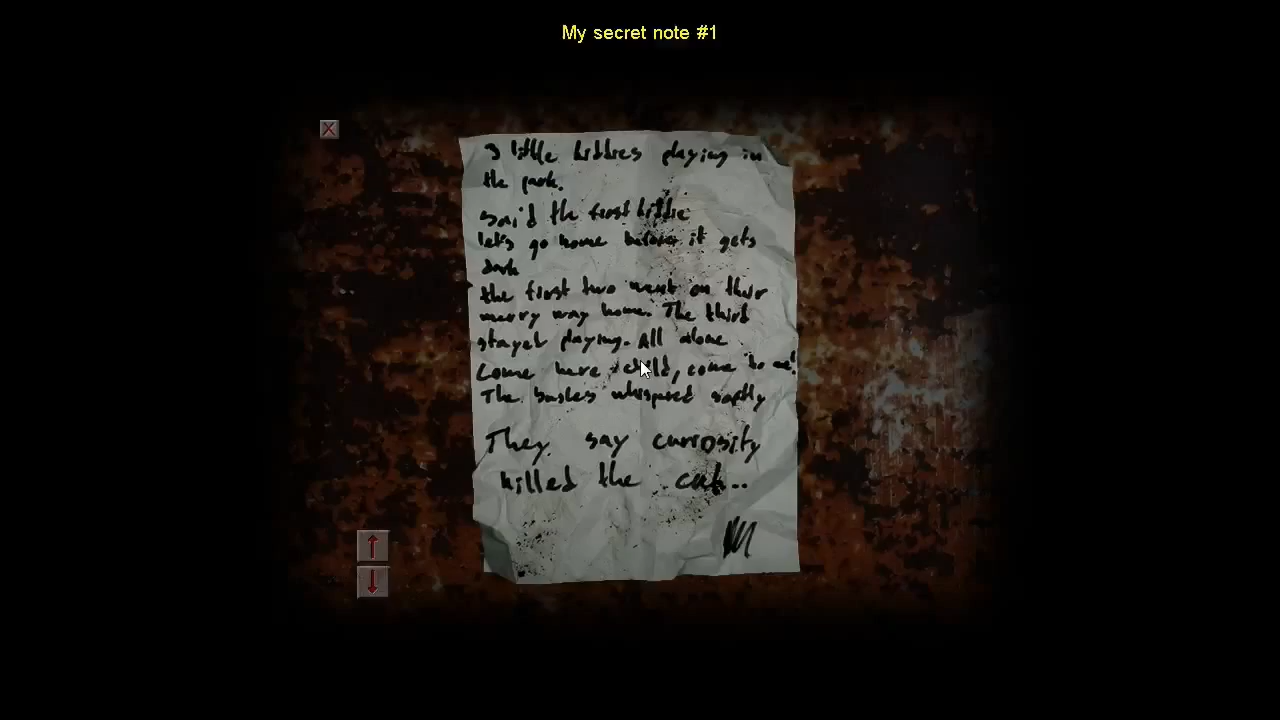 My secret note #1
3 little kitties playing in
the park.
said the first kittie
let's go home before it gets
dark
the first two went on their
merry way home. The third
stayed playing. All alone
Come here child, come to me!
The bushes whispered softly
They say curiosity
killed the cat..